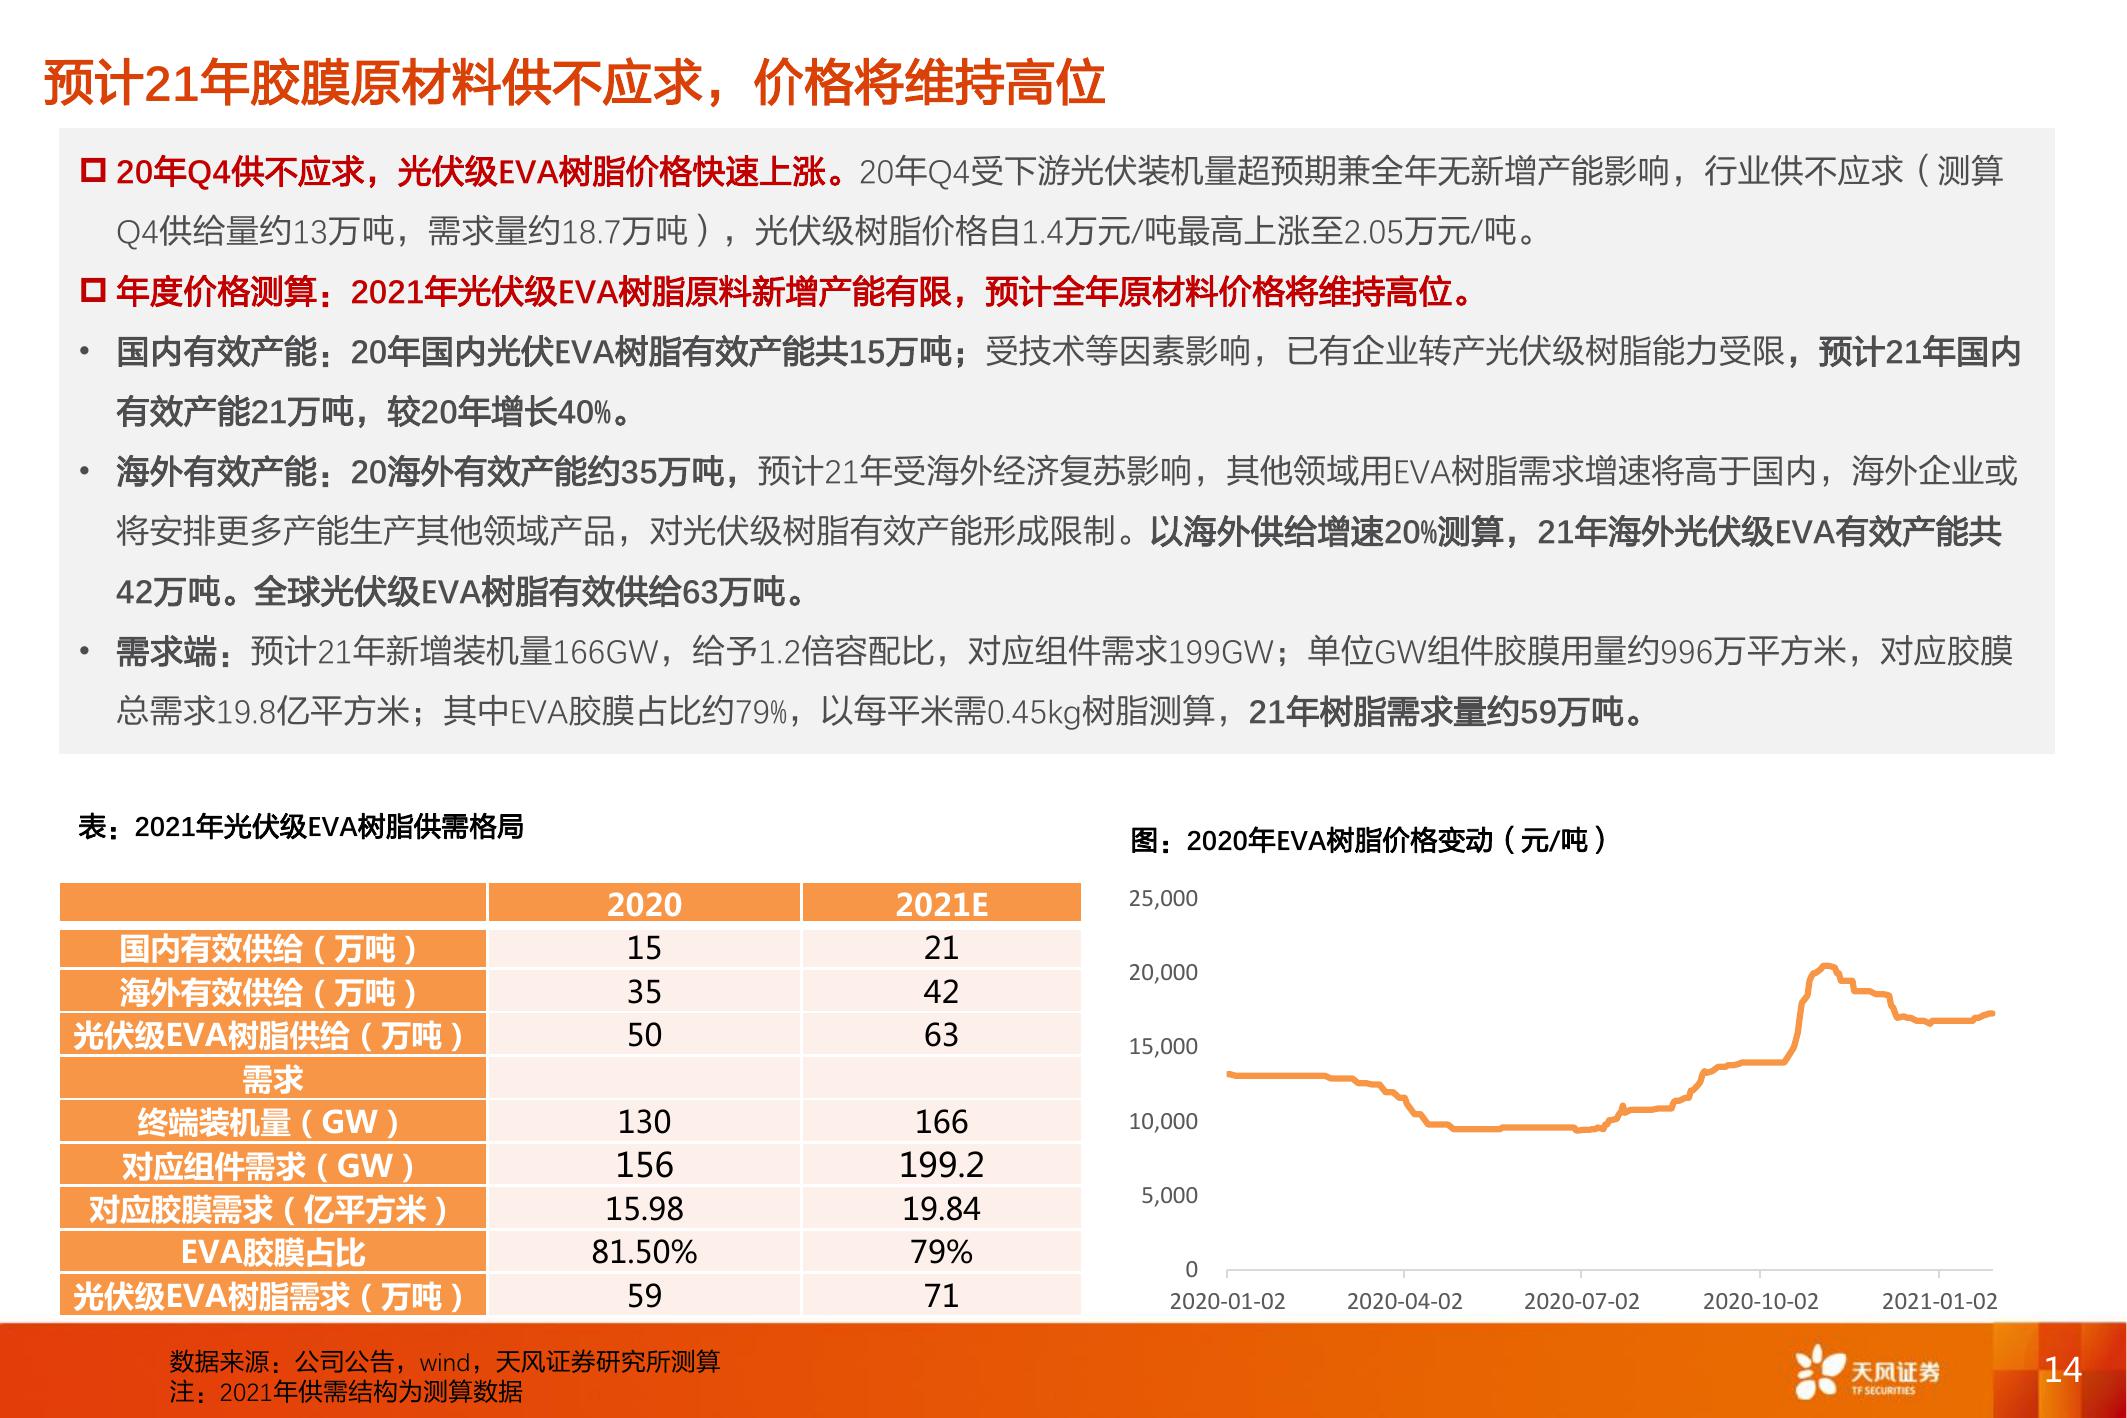 预计21年胶膜原材料供不应求，价格将维持高位
20年Q4供不应求，光伏级EVA树脂价格快速上涨。20年Q4受下游光伏装机量超预期兼全年无新增产能影响，行业供不应求（测算
Q4供给量约13万吨，需求量约18.7万吨），光伏级树脂价格自1.4万元/吨最高上涨至2.05万元/吨。
年度价格测算：2021年光伏级EVA树脂原料新增产能有限，预计全年原材料价格将维持高位。
• 国内有效产能：20年国内光伏EVA树脂有效产能共15万吨；受技术等因素影响，已有企业转产光伏级树脂能力受限，预计21年国内
有效产能21万吨，较20年增长40%。
• 海外有效产能：20海外有效产能约35万吨，预计21年受海外经济复苏影响，其他领域用EVA树脂需求增速将高于国内，海外企业或
将安排更多产能生产其他领域产品，对光伏级树脂有效产能形成限制。以海外供给增速20%测算，21年海外光伏级EVA有效产能共
42万吨。全球光伏级EVA树脂有效供给63万吨。
• 需求端：预计21年新增装机量166GW，给予1.2倍容配比，对应组件需求199GW；单位GW组件胶膜用量约996万平方米，对应胶膜
总需求19.8亿平方米；其中EVA胶膜占比约79%，以每平米需0.45kg树脂测算，21年树脂需求量约59万吨。
表：2021年光伏级EVA树脂供需格局
2020 2021E
国内有效供给（万吨） 15 21
海外有效供给（万吨） 35 42
光伏级EVA树脂供给（万吨） 50 63
需求
终端装机量（GW） 130 166
对应组件需求（GW） 156 199.2
对应胶膜需求（亿平方米） 15.98 19.84
EVA胶膜占比 81.50% 79%
光伏级EVA树脂需求（万吨） 59 71
图：2020年EVA树脂价格变动（元/吨）
25,000
20,000
15,000
10,000
5,000
0
2020-01-02 2020-04-02 2020-07-02 2020-10-02 2021-01-02
数据来源：公司公告，wind，天风证券研究所测算
注：2021年供需结构为测算数据
天风证券
TF SECURITIES
14